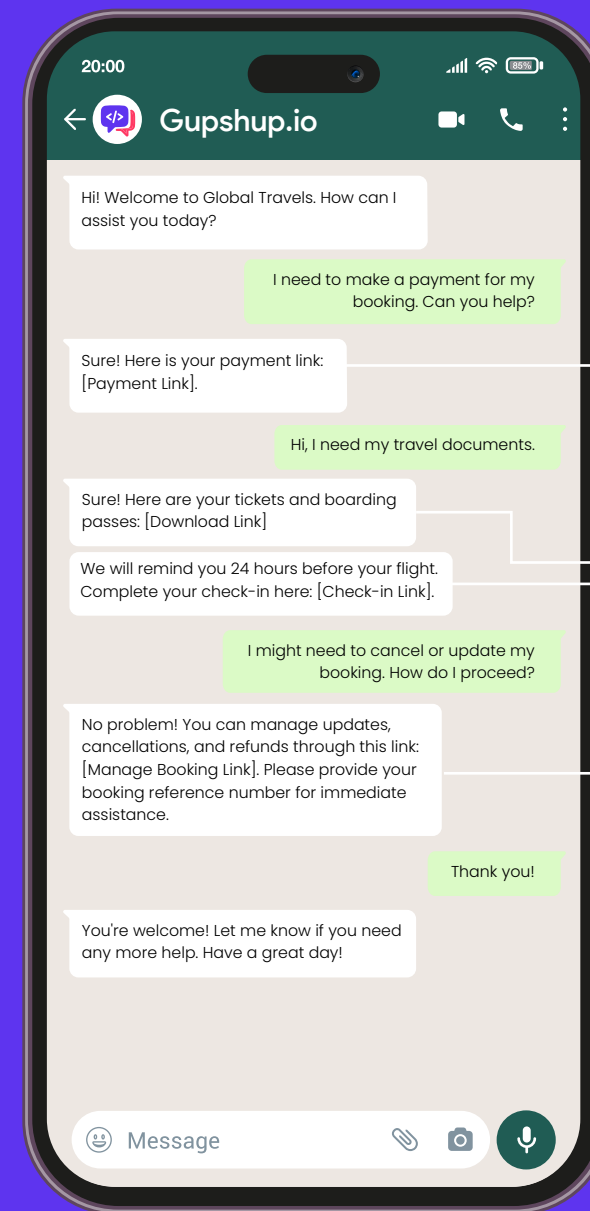 20:00
85%
</>
Gupshup.io
Hi! Welcome to Global Travels. How can I
assist you today?
I need to make a payment for my
booking. Can you help?
Sure! Here is your payment link:
[Payment Link].
Hi, I need my travel documents.
Sure! Here are your tickets and boarding
passes: [Download Link]
We will remind you 24 hours before your flight.
Complete your check-in here: [Check-in Link].
I might need to cancel or update my
booking. How do I proceed?
No problem! You can manage updates,
cancellations, and refunds through this link:
[Manage Booking Link]. Please provide your
booking reference number for immediate
assistance.
Thank you!
You're welcome! Let me know if you need
any more help. Have a great day!
Message